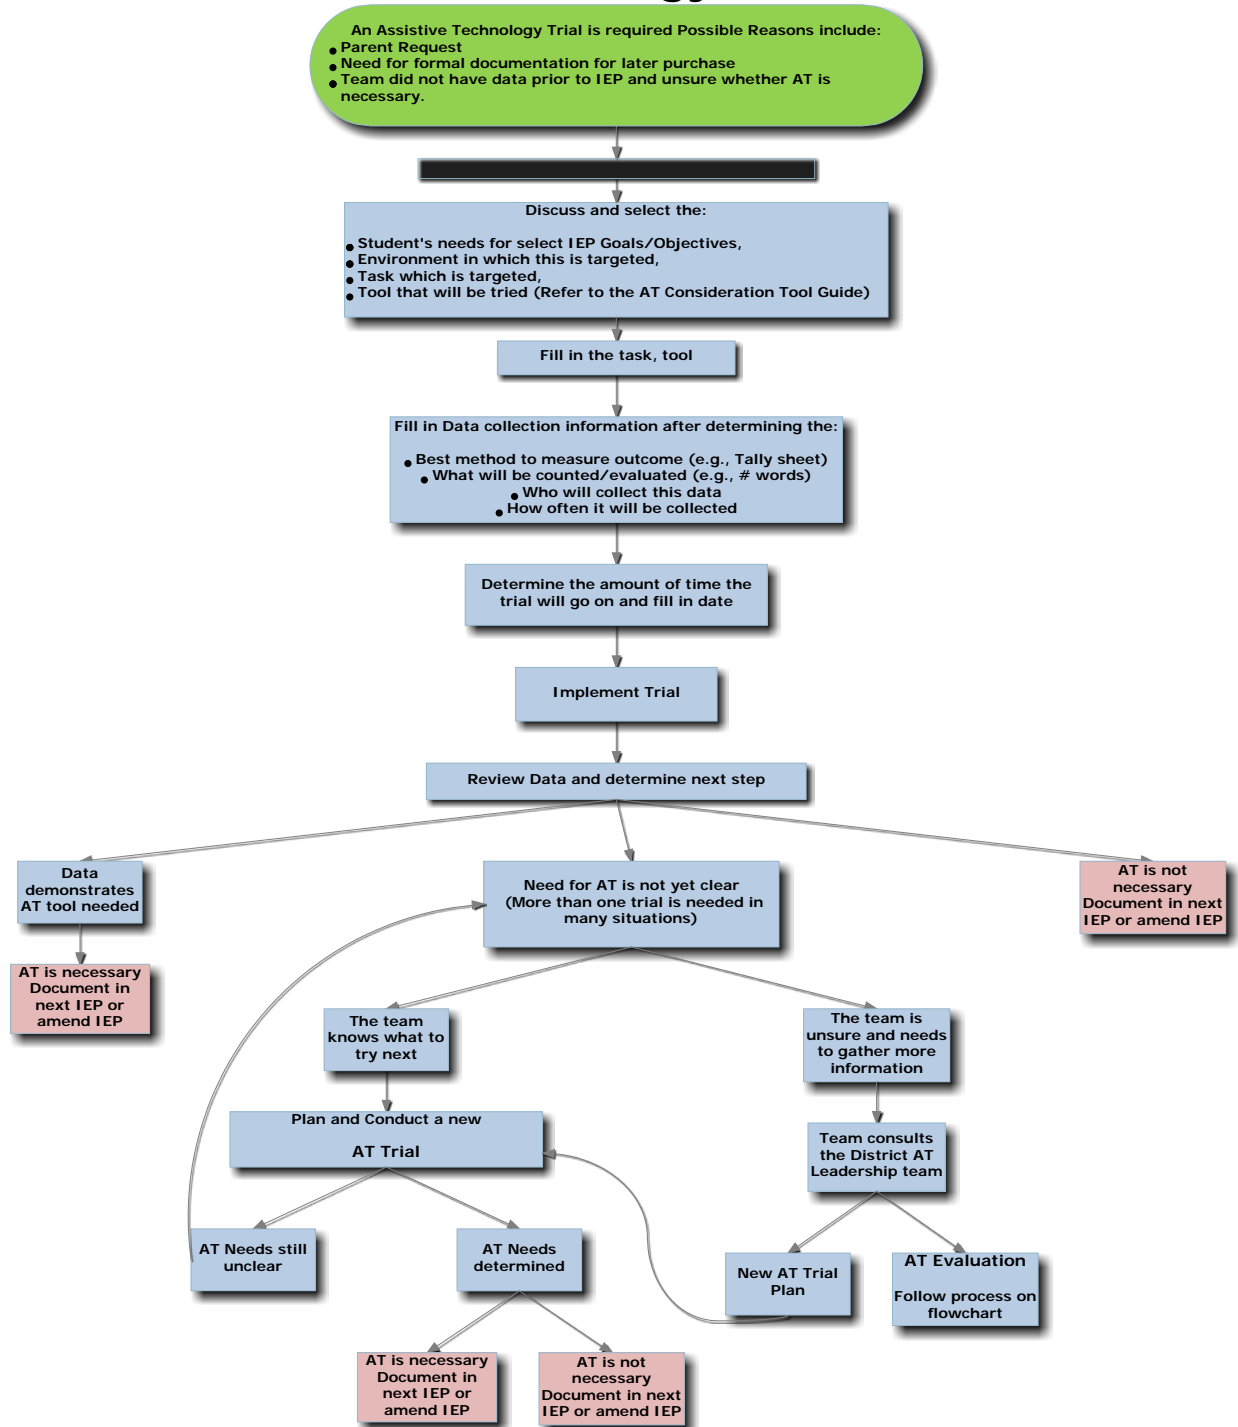 An Assistive Technology Trial is required Possible Reasons include:
● Parent Request
● Need for formal documentation for later purchase
● Team did not have data prior to IEP and unsure whether AT is
necessary.
Discuss and select the:
● Student's needs for select IEP Goals/Objectives,
● Environment in which this is targeted,
● Task which is targeted,
● Tool that will be tried (Refer to the AT Consideration Tool Guide)
Fill in the task, tool
Fill in Data collection information after determining the:
● Best method to measure outcome (e.g., Tally sheet)
● What will be counted/evaluated (e.g., # words)
● Who will collect this data
● How often it will be collected
Determine the amount of time the
trial will go on and fill in date
Implement Trial
Review Data and determine next step
Data
demonstrates
AT tool needed
AT is necessary
Document in
next IEP or
amend IEP
Need for AT is not yet clear
(More than one trial is needed in
many situations)
AT is not
necessary
Document in next
IEP or amend IEP
The team
knows what to
try next
The team is
unsure and needs
to gather more
information
Plan and Conduct a new
AT Trial
Team consults
the District AT
Leadership team
AT Needs still
unclear
AT Needs
determined
New AT Trial
Plan
AT Evaluation
Follow process on
flowchart
AT is necessary
Document in
next IEP or
amend IEP
AT is not
necessary
Document in next
IEP or amend IEP